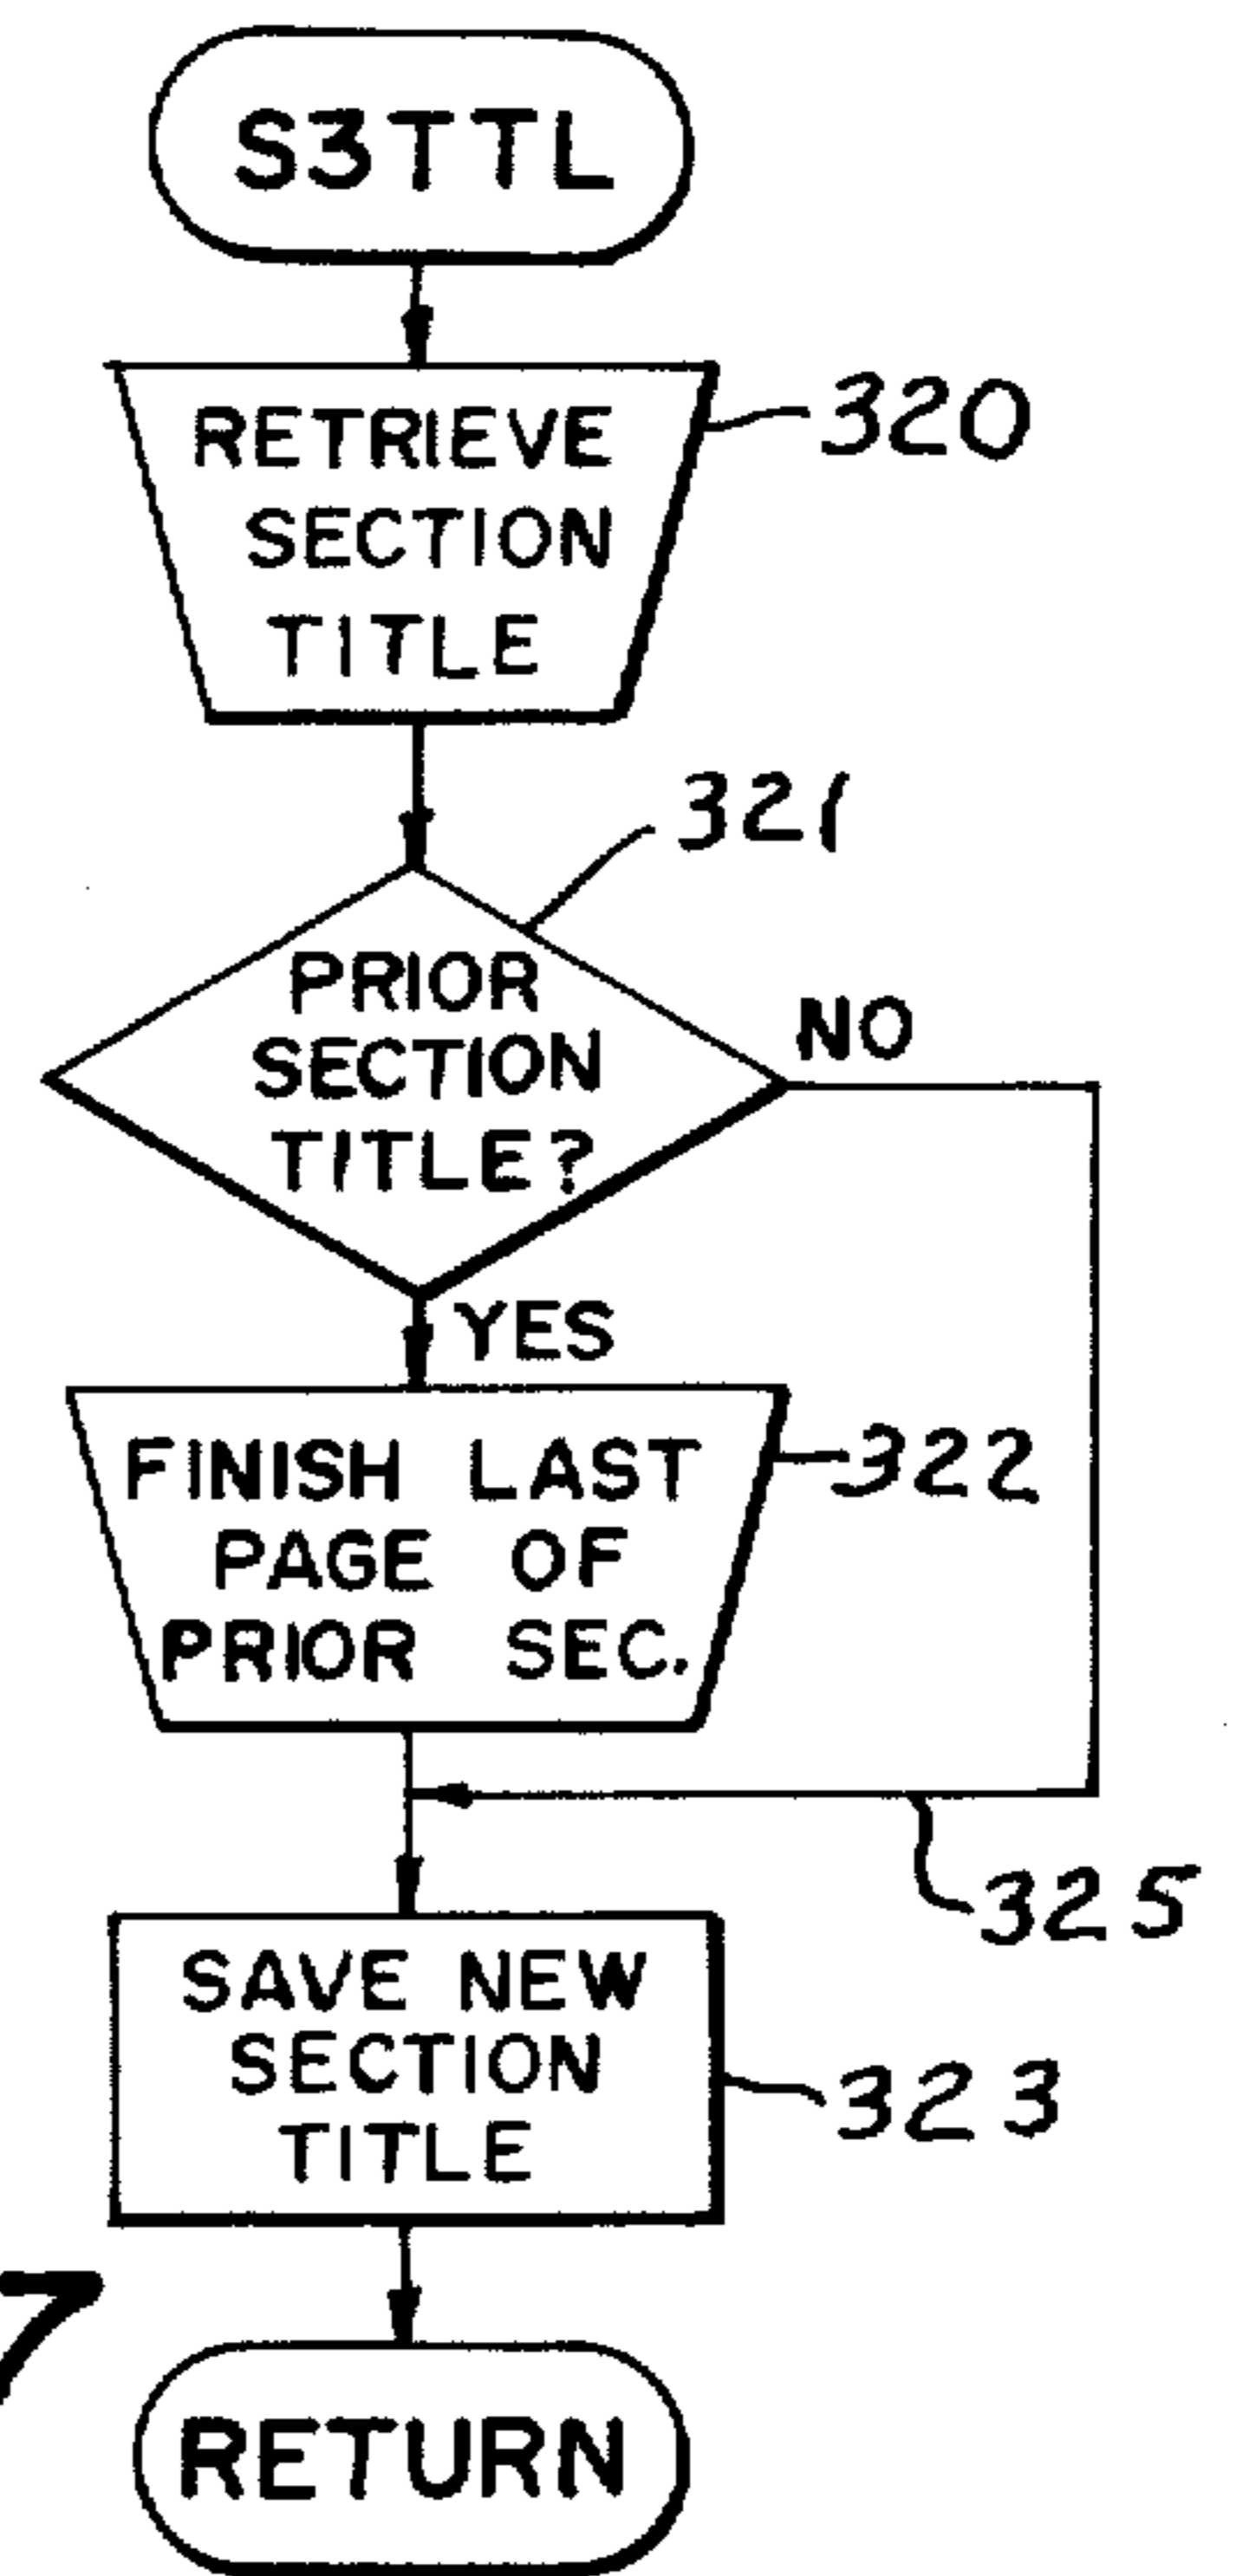 S3TTL
RETRIEVE
SECTION
TITLE
320
321
PRIOR
SECTION
TITLE?
NO
YES
FINISH LAST
PAGE OF
PRIOR SEC.
322
325
SAVE NEW
SECTION
TITLE
323
7
RETURN